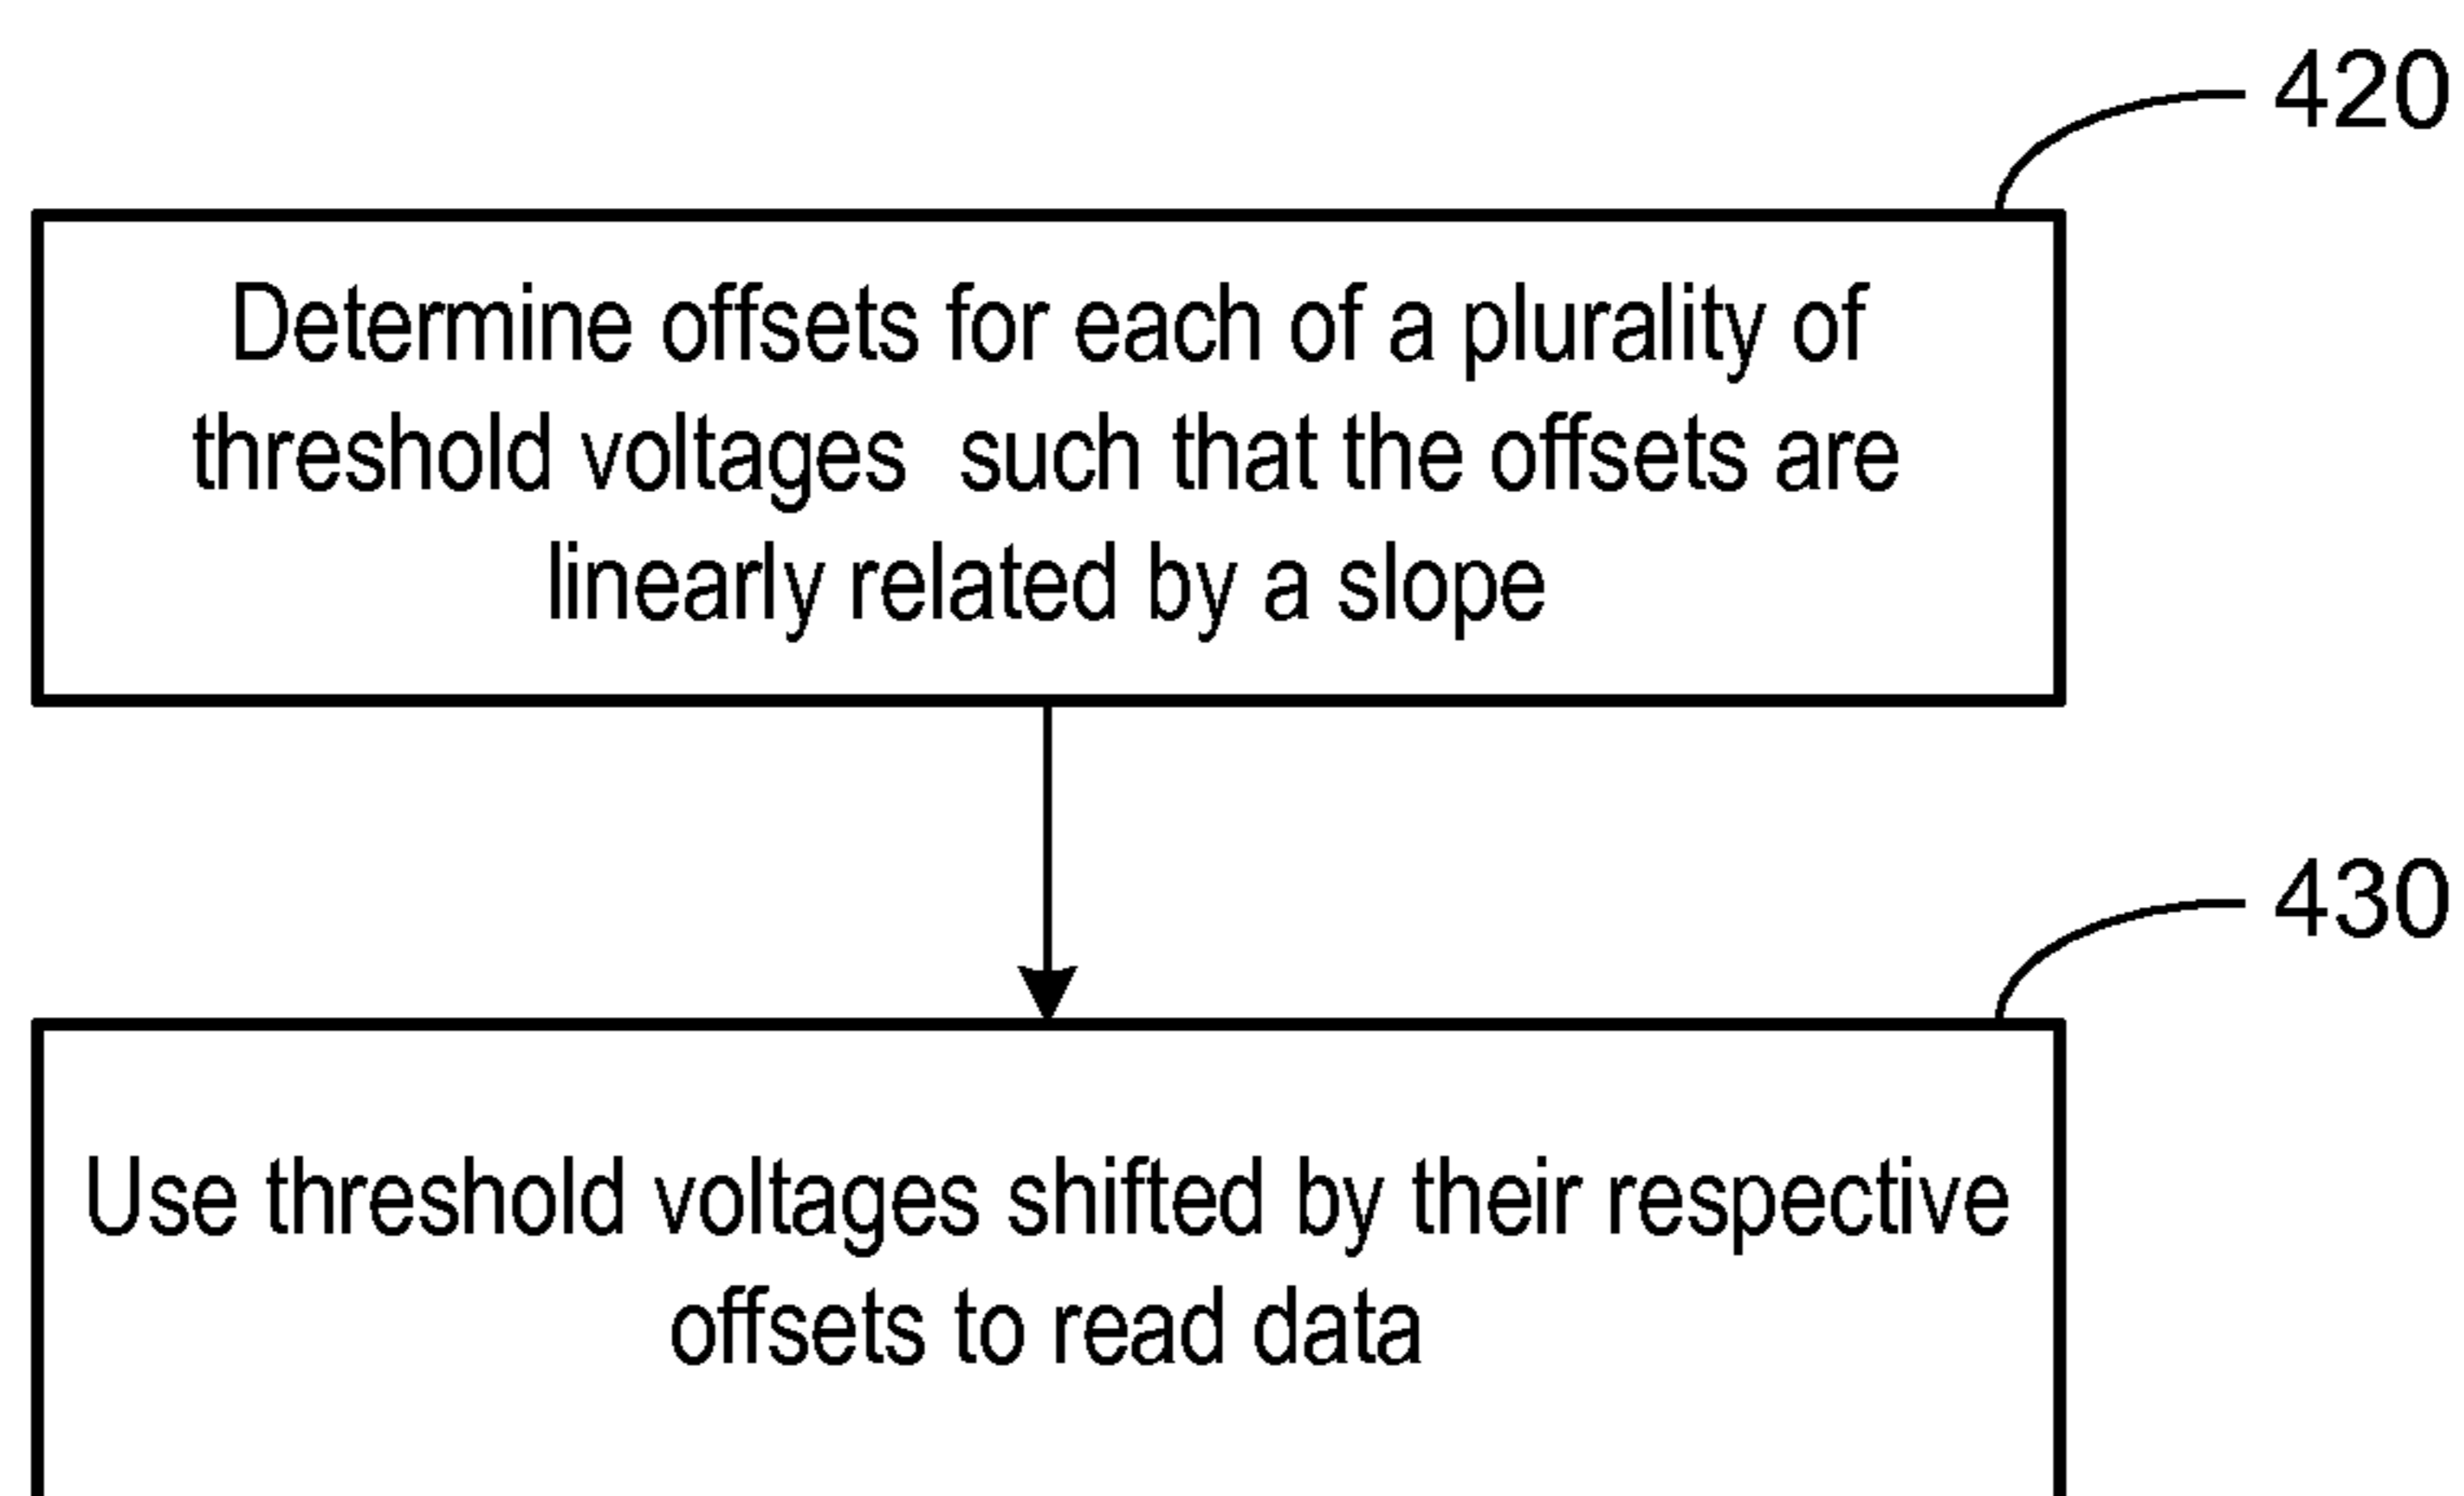 420
Determine offsets for each of a plurality of
threshold voltages  such that the offsets are
linearly related by a slope
430
Use threshold voltages shifted by their respective
offsets to read data